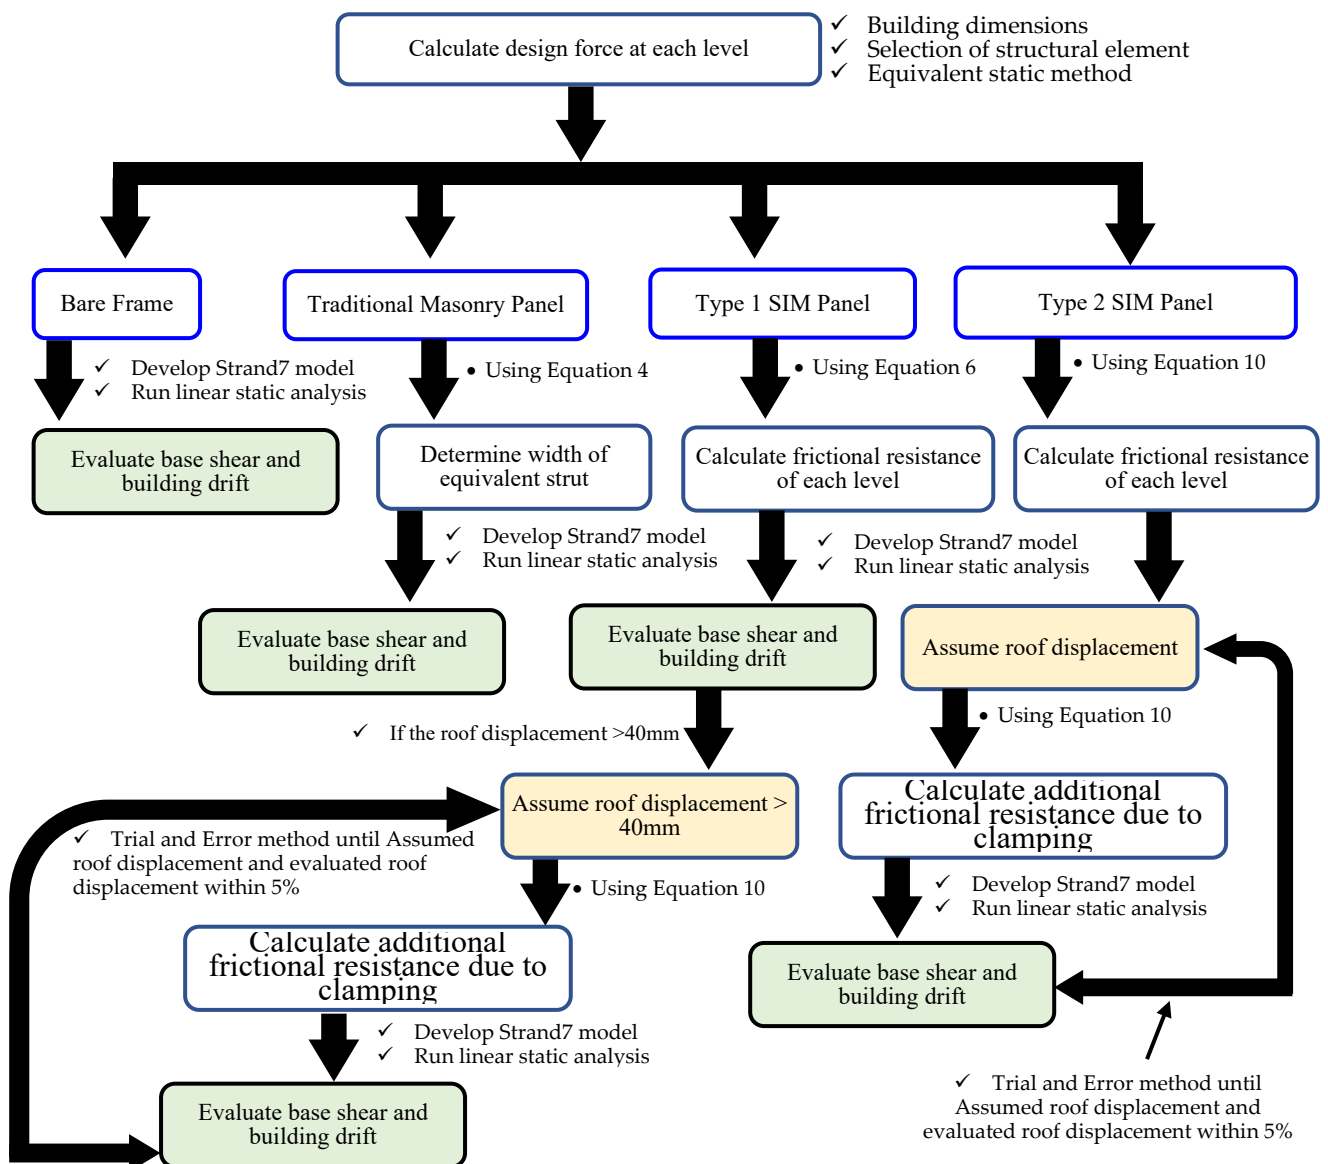 Calculate design force at each level
✓ Building dimensions
✓ Selection of structural element
✓ Equivalent static method
Bare Frame
Traditional Masonry Panel
Type 1 SIM Panel
Type 2 SIM Panel
✓ Develop Strand7 model
✓ Run linear static analysis
• Using Equation 4
• Using Equation 6
• Using Equation 10
Evaluate base shear and
building drift
Determine width of
equivalent strut
Calculate frictional resistance
of each level
Calculate frictional resistance
of each level
✓ Develop Strand7 model
✓ Run linear static analysis
✓ Develop Strand7 model
✓ Run linear static analysis
Evaluate base shear and
building drift
Evaluate base shear and
building drift
Assume roof displacement
✓ If the roof displacement >40mm
• Using Equation 10
Assume roof displacement >
40mm
Calculate additional
frictional resistance due to
clamping
✓ Trial and Error method until Assumed
roof displacement and evaluated roof
displacement within 5%
• Using Equation 10
✓ Develop Strand7 model
✓ Run linear static analysis
Calculate additional
frictional resistance due to
clamping
Evaluate base shear and
building drift
✓ Develop Strand7 model
✓ Run linear static analysis
Evaluate base shear and
building drift
✓ Trial and Error method until
Assumed roof displacement and
evaluated roof displacement within 5%